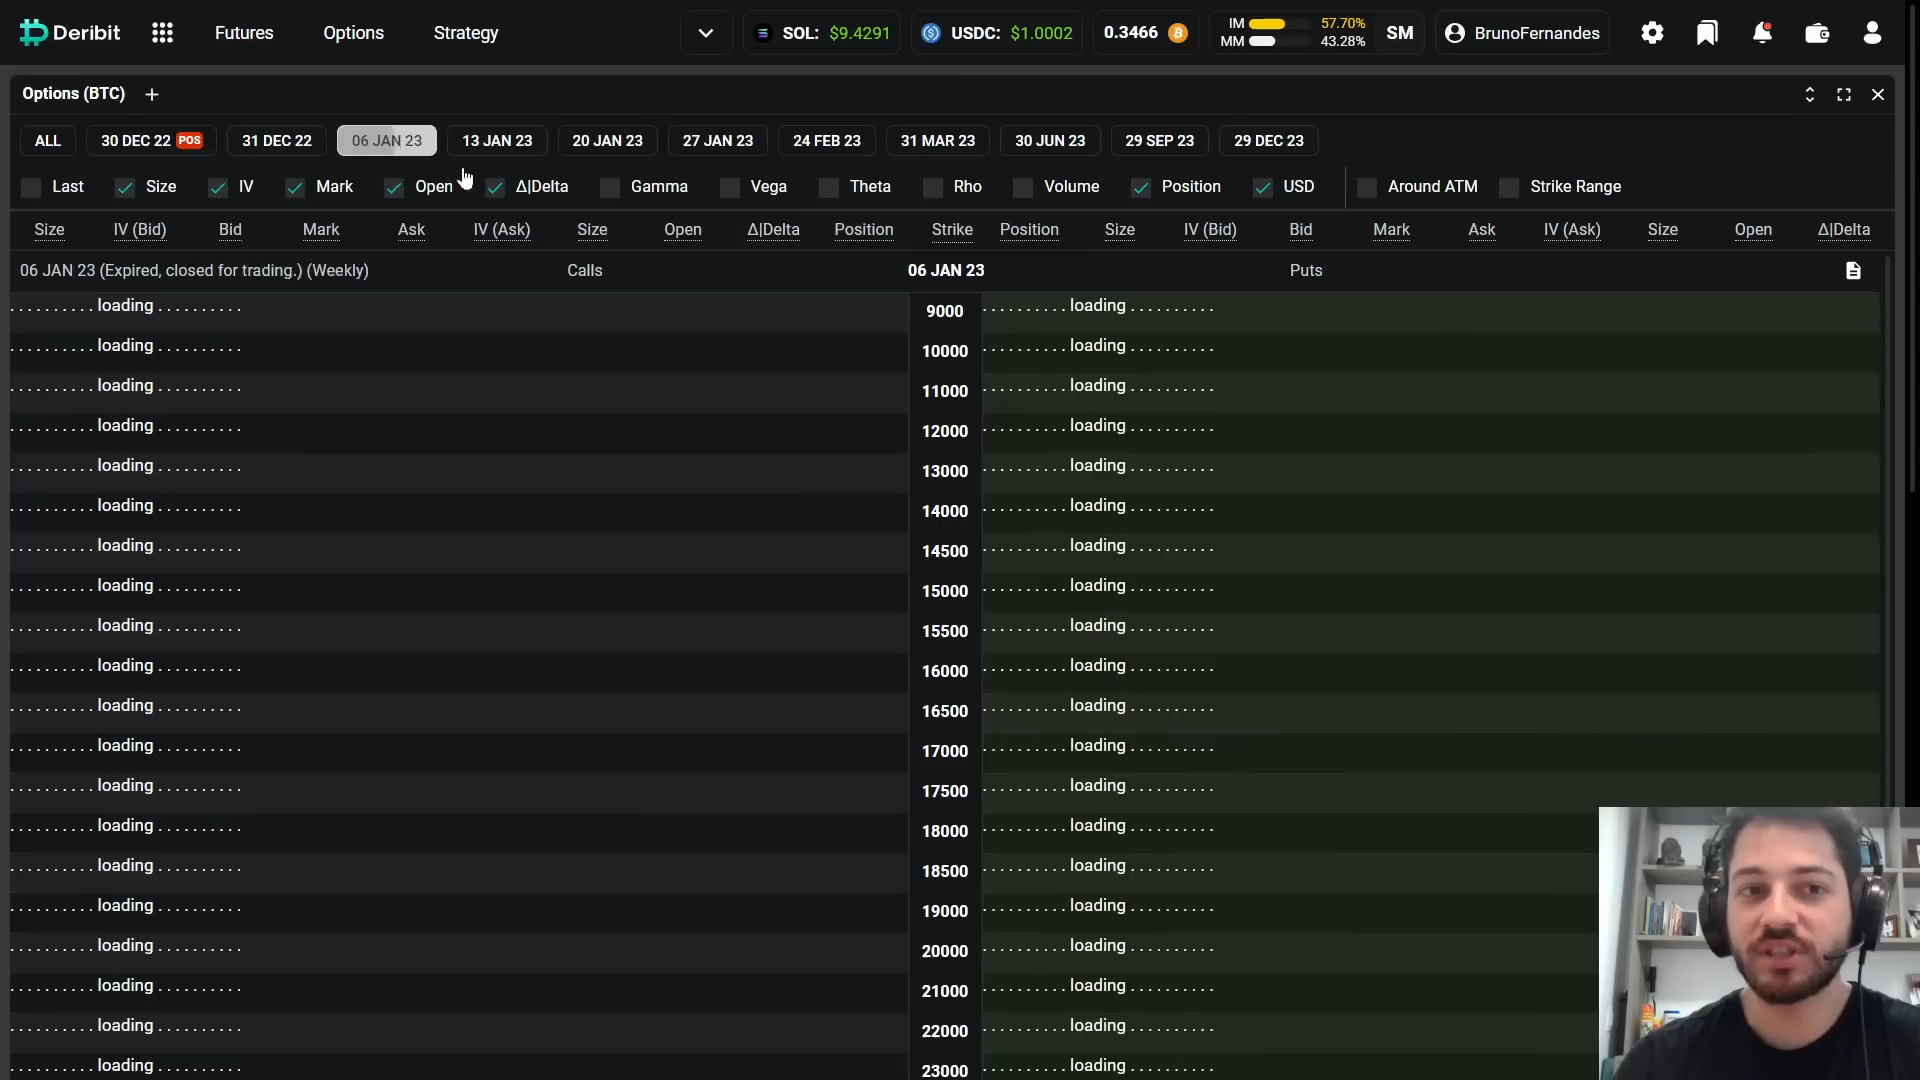 Deribit Futures Options Strategy SOL: $9.4291 USDC: $1.0002 0.3466 IM 57.70% MM 43.28% SM BrunoFernandes
Options (BTC) +
ALL 30 DEC 22 POS 31 DEC 22 06 JAN 23 13 JAN 23 20 JAN 23 27 JAN 23 24 FEB 23 31 MAR 23 30 JUN 23 29 SEP 23 29 DEC 23
Last Size IV Mark Open Δ|Delta Gamma Vega Theta Rho Volume Position USD Around ATM Strike Range
Size IV (Bid) Bid Mark Ask IV (Ask) Size Open Δ|Delta Position Strike Position Size IV (Bid) Bid Mark Ask IV (Ask) Size Open Δ|Delta
06 JAN 23 (Expired, closed for trading.) (Weekly) Calls 06 JAN 23 Puts
. . . . . . . . . . loading . . . . . . . . . . 9000 . . . . . . . . . . loading . . . . . . . . . .
. . . . . . . . . . loading . . . . . . . . . . 10000 . . . . . . . . . . loading . . . . . . . . . .
. . . . . . . . . . loading . . . . . . . . . . 11000 . . . . . . . . . . loading . . . . . . . . . .
. . . . . . . . . . loading . . . . . . . . . . 12000 . . . . . . . . . . loading . . . . . . . . . .
. . . . . . . . . . loading . . . . . . . . . . 13000 . . . . . . . . . . loading . . . . . . . . . .
. . . . . . . . . . loading . . . . . . . . . . 14000 . . . . . . . . . . loading . . . . . . . . . .
. . . . . . . . . . loading . . . . . . . . . . 14500 . . . . . . . . . . loading . . . . . . . . . .
. . . . . . . . . . loading . . . . . . . . . . 15000 . . . . . . . . . . loading . . . . . . . . . .
. . . . . . . . . . loading . . . . . . . . . . 15500 . . . . . . . . . . loading . . . . . . . . . .
. . . . . . . . . . loading . . . . . . . . . . 16000 . . . . . . . . . . loading . . . . . . . . . .
. . . . . . . . . . loading . . . . . . . . . . 16500 . . . . . . . . . . loading . . . . . . . . . .
. . . . . . . . . . loading . . . . . . . . . . 17000 . . . . . . . . . . loading . . . . . . . . . .
. . . . . . . . . . loading . . . . . . . . . . 17500 . . . . . . . . . . loading . . . . . . . . . .
. . . . . . . . . . loading . . . . . . . . . . 18000 . . . . . . . . . . loading . . . . . . . . . .
. . . . . . . . . . loading . . . . . . . . . . 18500 . . . . . . . . . . loading . . . . . . . . . .
. . . . . . . . . . loading . . . . . . . . . . 19000 . . . . . . . . . . loading . . . . . . . . . .
. . . . . . . . . . loading . . . . . . . . . . 20000 . . . . . . . . . . loading . . . . . . . . . .
. . . . . . . . . . loading . . . . . . . . . . 21000 . . . . . . . . . . loading . . . . . . . . . .
. . . . . . . . . . loading . . . . . . . . . . 22000 . . . . . . . . . . loading . . . . . . . . . .
. . . . . . . . . . loading . . . . . . . . . . 23000 . . . . . . . . . . loading . . . . . . . . . .